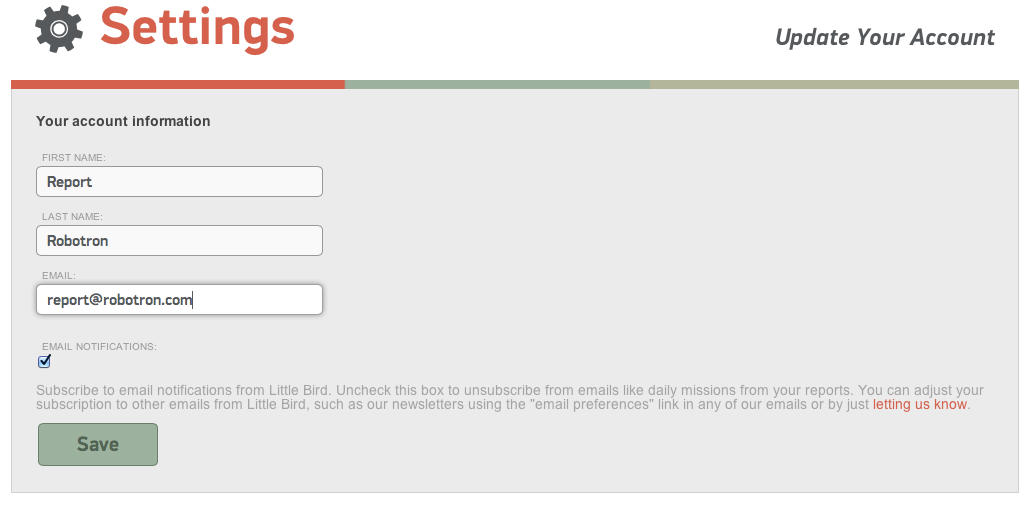 Settings
Update Your Account
Your account information
FIRST NAME:
Report
LAST NAME:
Robotron
EMAIL:
report@robotron.com
EMAIL NOTIFICATIONS:
Subscribe to email notifications from Little Bird. Uncheck this box to unsubscribe from emails like daily missions from your reports. You can adjust your
subscription to other emails from Little Bird, such as our newsletters using the "email preferences" link in any of our emails or by just letting us know.
Save